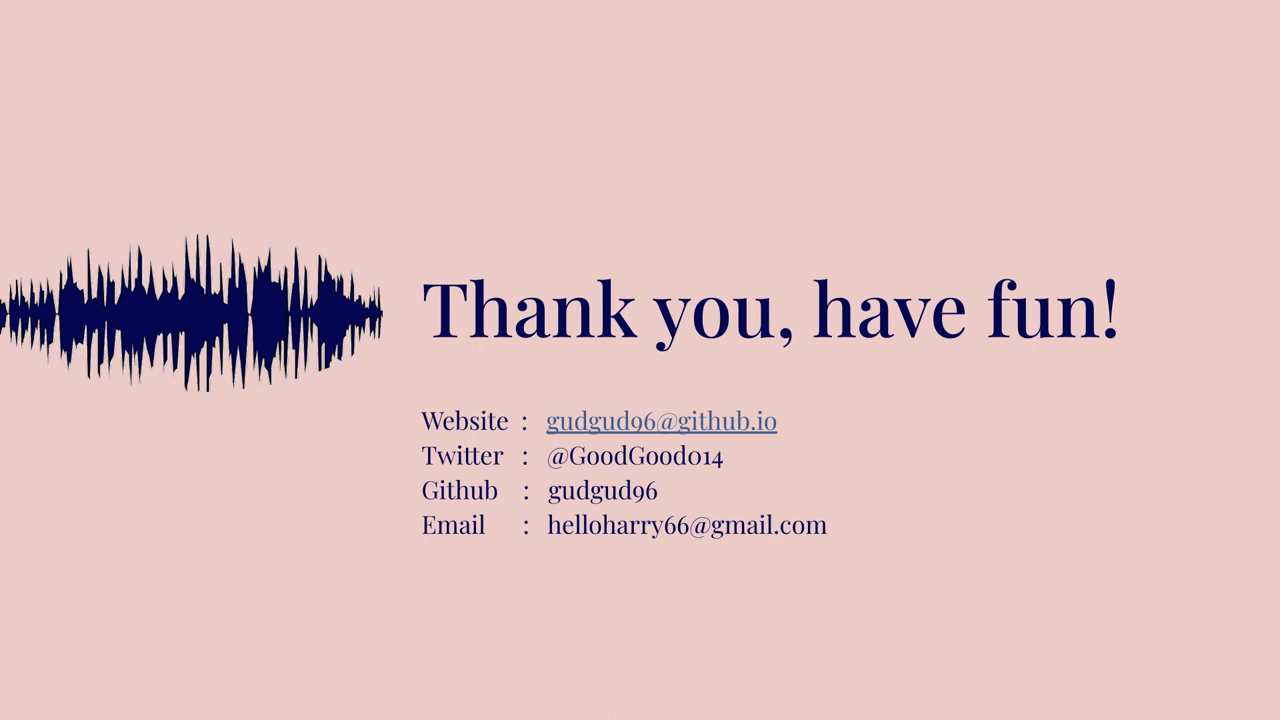 Thank you, have fun!
Website : gudgud96@github.io
Twitter : @GoodGood014
Github : gudgud96
Email : helloharry66@gmail.com